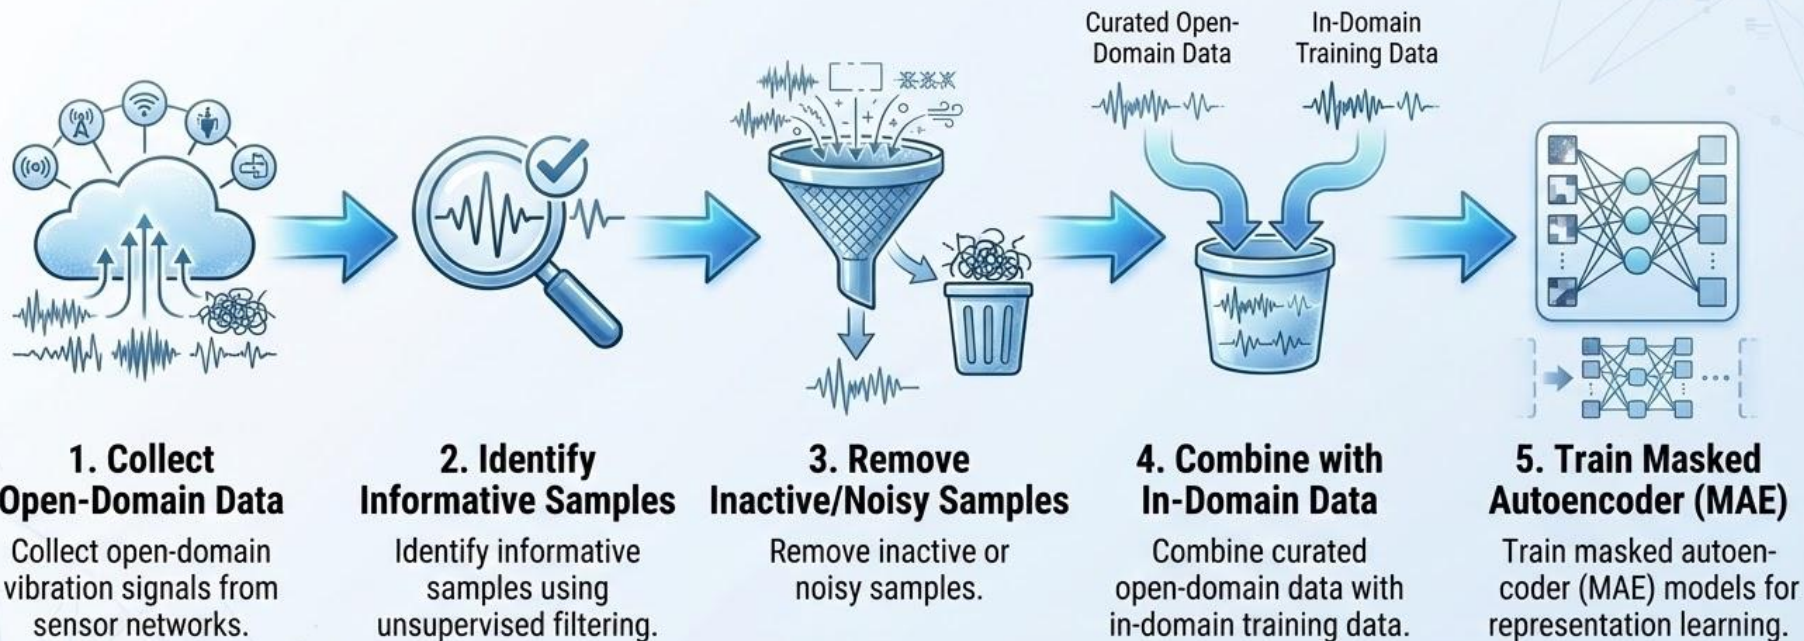 Curated Open-
Domain Data
In-Domain
Training Data
1. Collect
Open-Domain Data
Collect open-domain
vibration signals from
sensor networks.
2. Identify
Informative Samples
Identify informative
samples using
unsupervised filtering.
3. Remove
Inactive/Noisy Samples
Remove inactive or
noisy samples.
4. Combine with
In-Domain Data
Combine curated
open-domain data with
in-domain training data.
5. Train Masked
Autoencoder (MAE)
Train masked autoen-
coder (MAE) models for
representation learning.